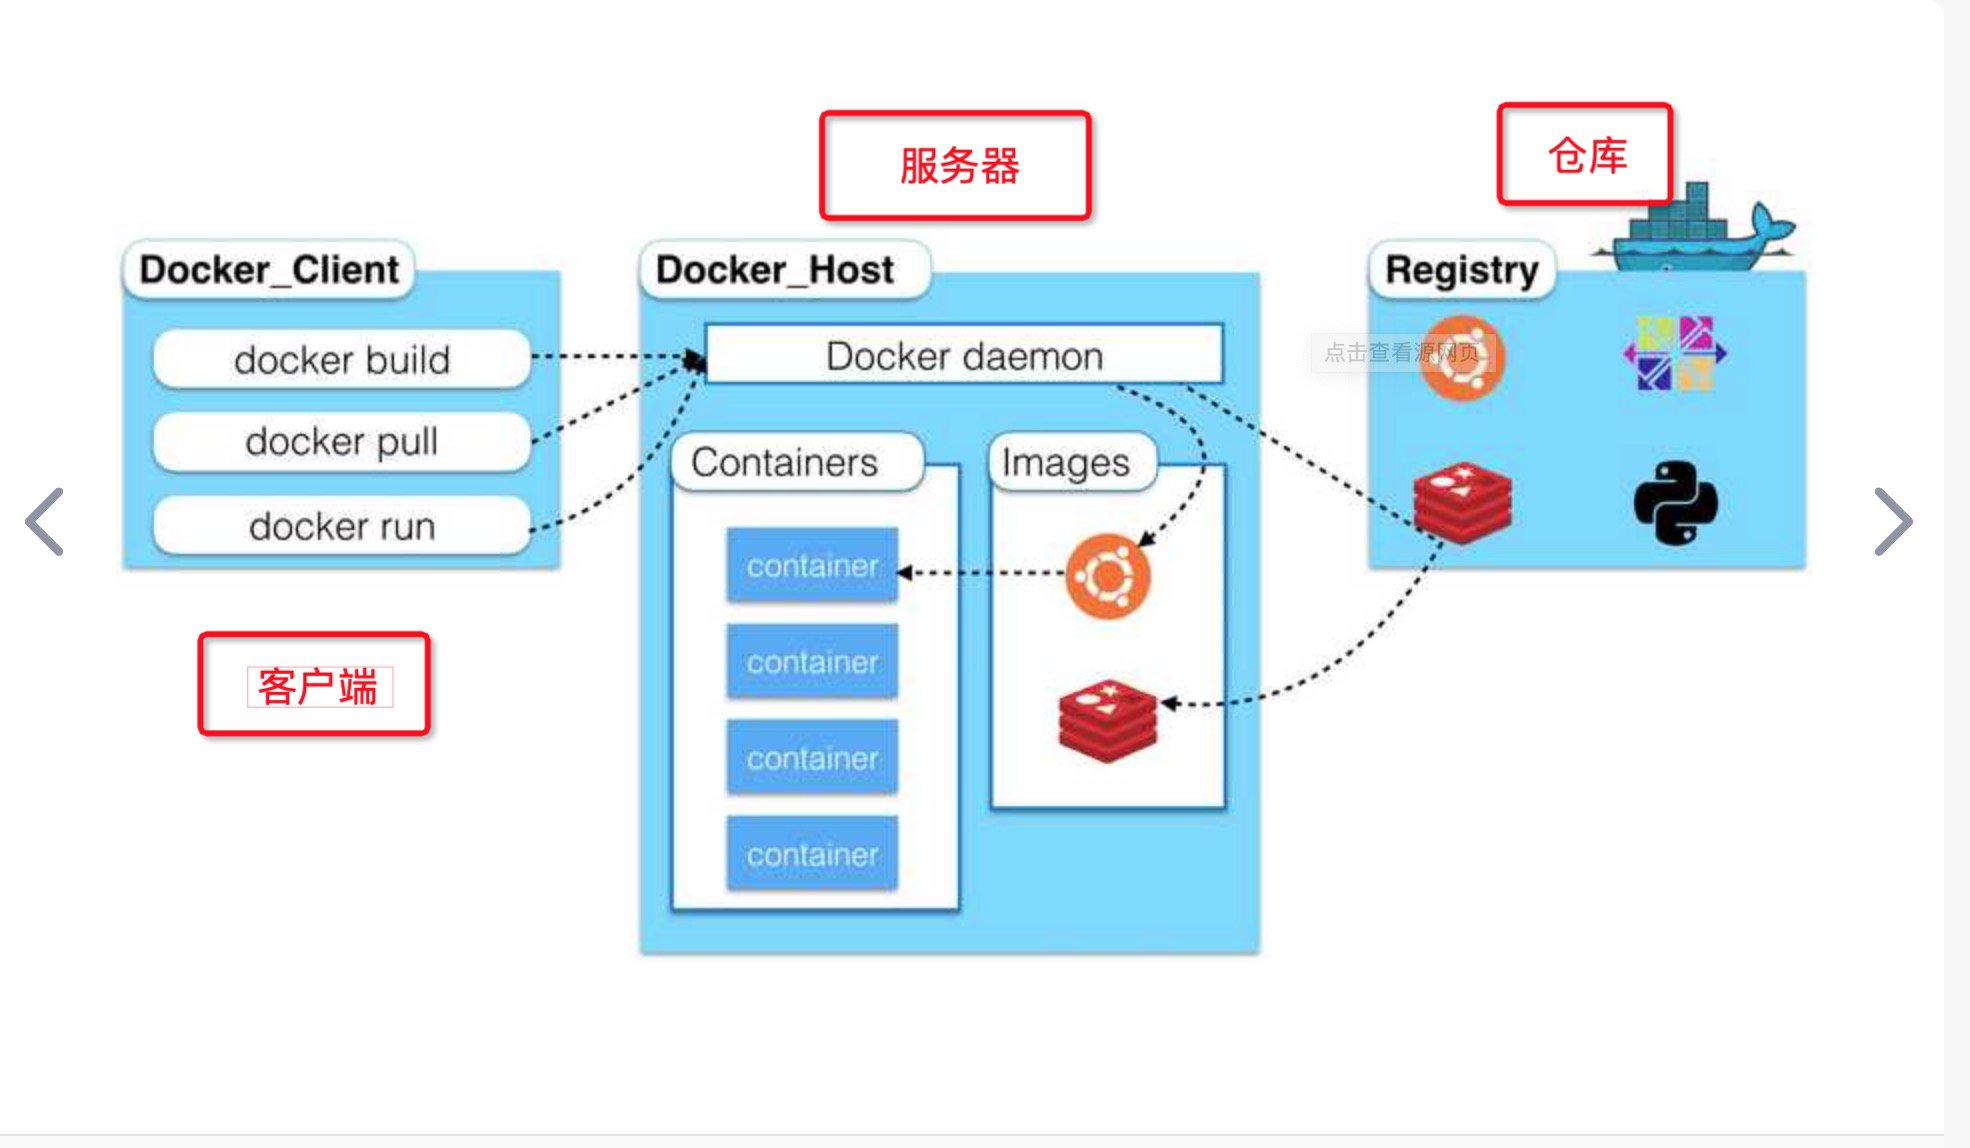 服务器
仓库
Docker_Client
Docker_Host
Registry
docker build
docker pull
docker run
Docker daemon
点击查看源网页
Containers
Images
container
container
container
container
客户端